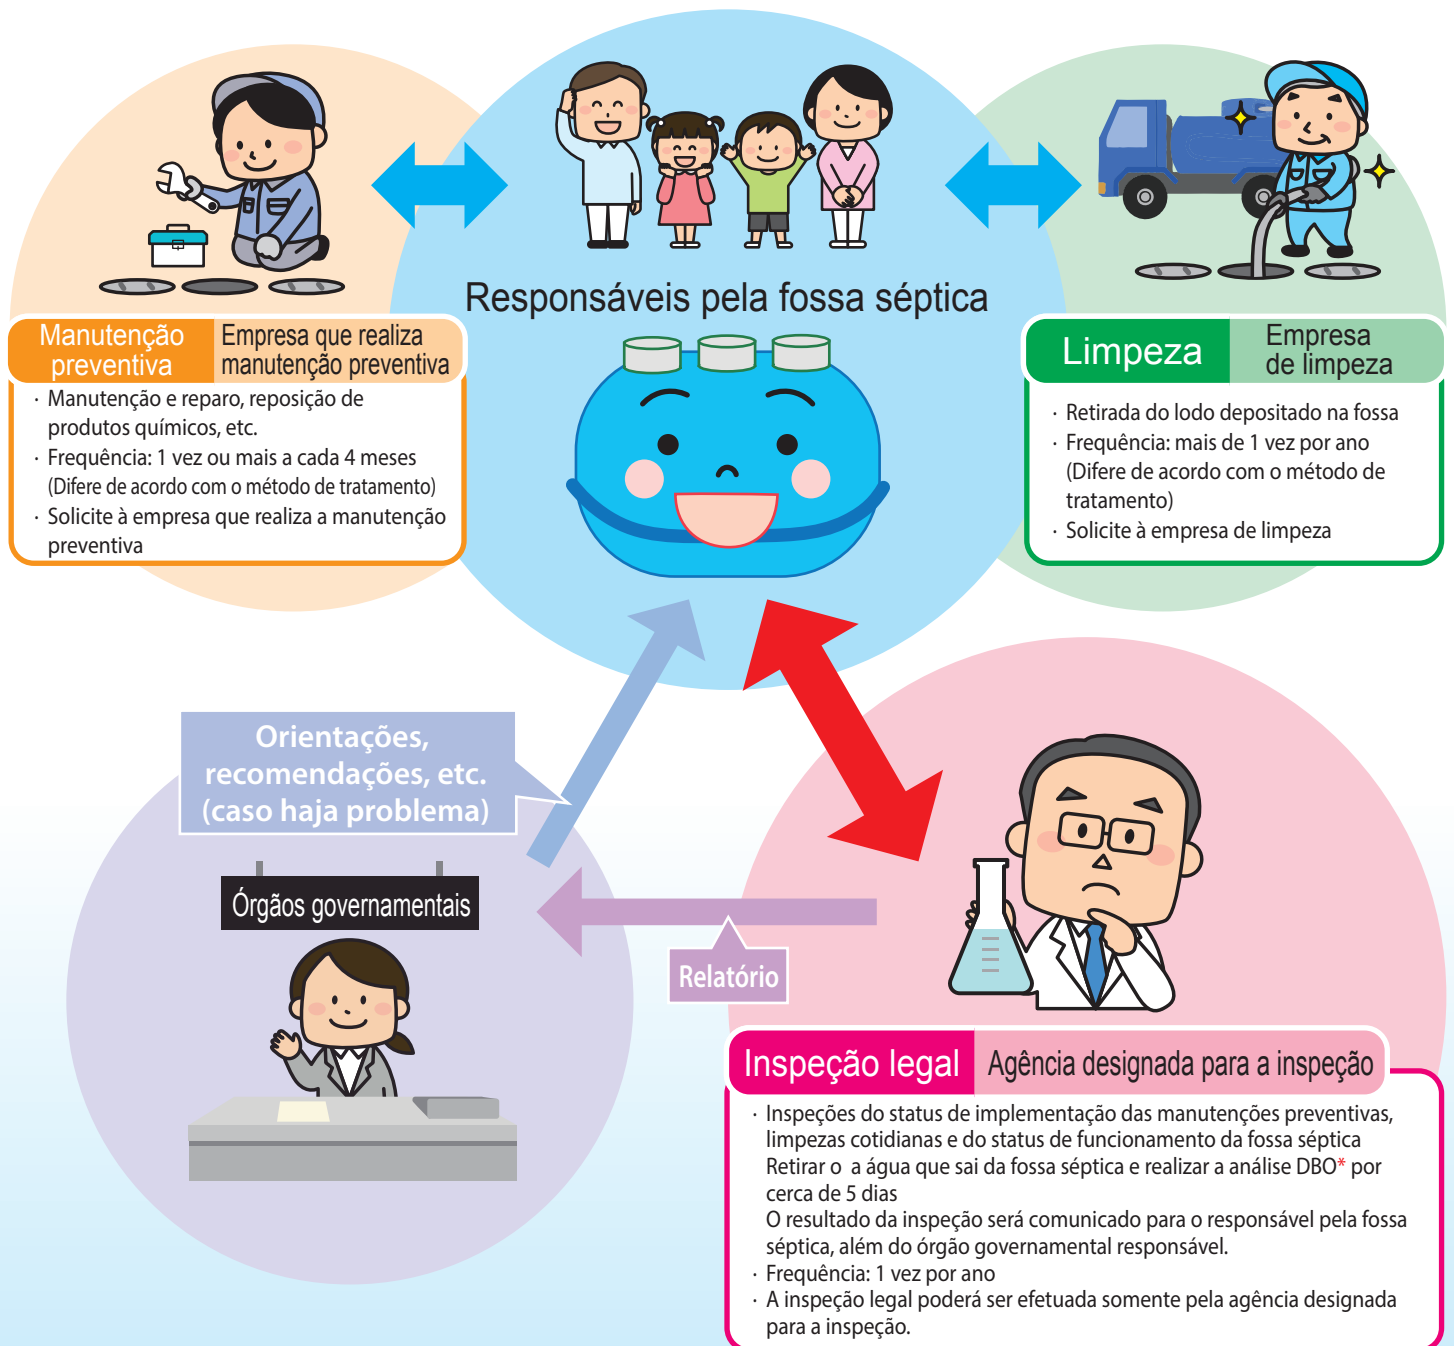 Responsáveis pela fossa séptica
Manutenção
preventiva
Empresa que realiza
manutenção preventiva
· Manutenção e reparo, reposição de
produtos químicos, etc.
· Frequência: 1 vez ou mais a cada 4 meses
(Difere de acordo com o método de tratamento)
· Solicite à empresa que realiza a manutenção
preventiva
Limpeza
Empresa
de limpeza
· Retirada do lodo depositado na fossa
· Frequência: mais de 1 vez por ano
(Difere de acordo com o método de
tratamento)
· Solicite à empresa de limpeza
Orientações,
recomendações, etc.
(caso haja problema)
Órgãos governamentais
Relatório
Inspeção legal
Agência designada para a inspeção
· Inspeções do status de implementação das manutenções preventivas,
limpezas cotidianas e do status de funcionamento da fossa séptica
Retirar o  a água que sai da fossa séptica e realizar a análise DBO* por
cerca de 5 dias
O resultado da inspeção será comunicado para o responsável pela fossa
séptica, além do órgão governamental responsável.
· Frequência: 1 vez por ano
· A inspeção legal poderá ser efetuada somente pela agência designada
para a inspeção.